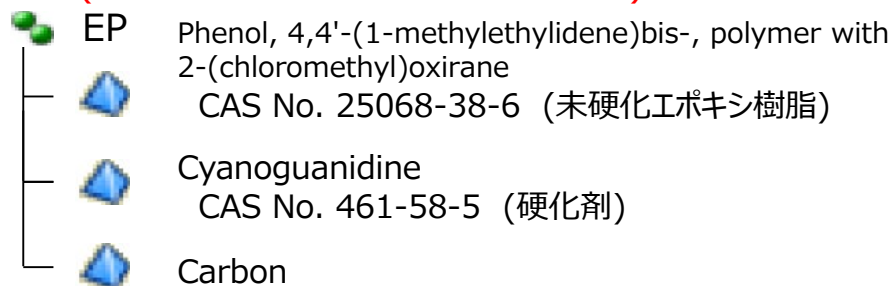 EP
Phenol, 4,4'-(1-methylethylidene)bis-, polymer with
2-(chloromethyl)oxirane
CAS No. 25068-38-6 (未硬化エポキシ樹脂)
Cyanoguanidine
CAS No. 461-58-5 (硬化剤)
Carbon